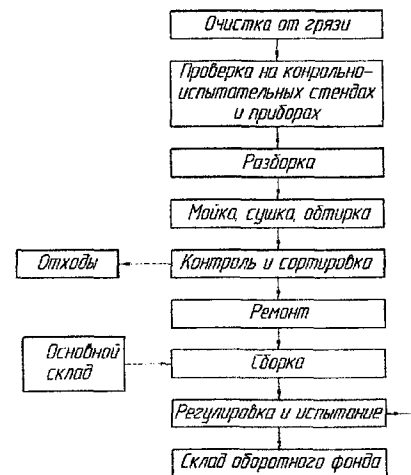 Очистка от грязи
Проверка на конрольно-
испытательных стендах
и приборах
Разборка
Мойка, сушка, обтирка
Отходы
Контроль и сортировка
Ремонт
Основной
склад
Сборка
Регулировка и испытание
Склад оборотного фонда